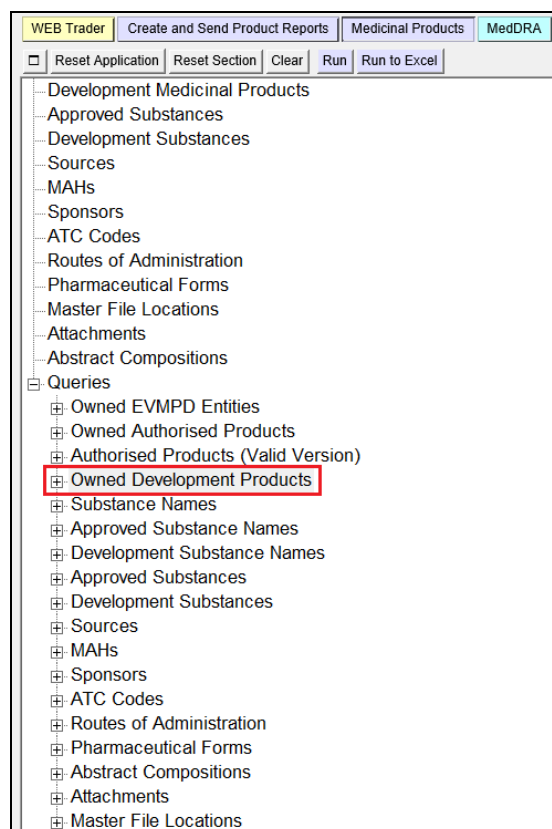 WEB Trader Create and Send Product Reports Medicinal Products MedDRA
Reset Application Reset Section Clear Run Run to Excel
Development Medicinal Products
Approved Substances
Development Substances
Sources
MAHs
Sponsors
ATC Codes
Routes of Administration
Pharmaceutical Forms
Master File Locations
Attachments
Abstract Compositions
Queries
Owned EVMPD Entities
Owned Authorised Products
Authorised Products (Valid Version)
Owned Development Products
Substance Names
Approved Substance Names
Development Substance Names
Approved Substances
Development Substances
Sources
MAHs
Sponsors
ATC Codes
Routes of Administration
Pharmaceutical Forms
Abstract Compositions
Attachments
Master File Locations